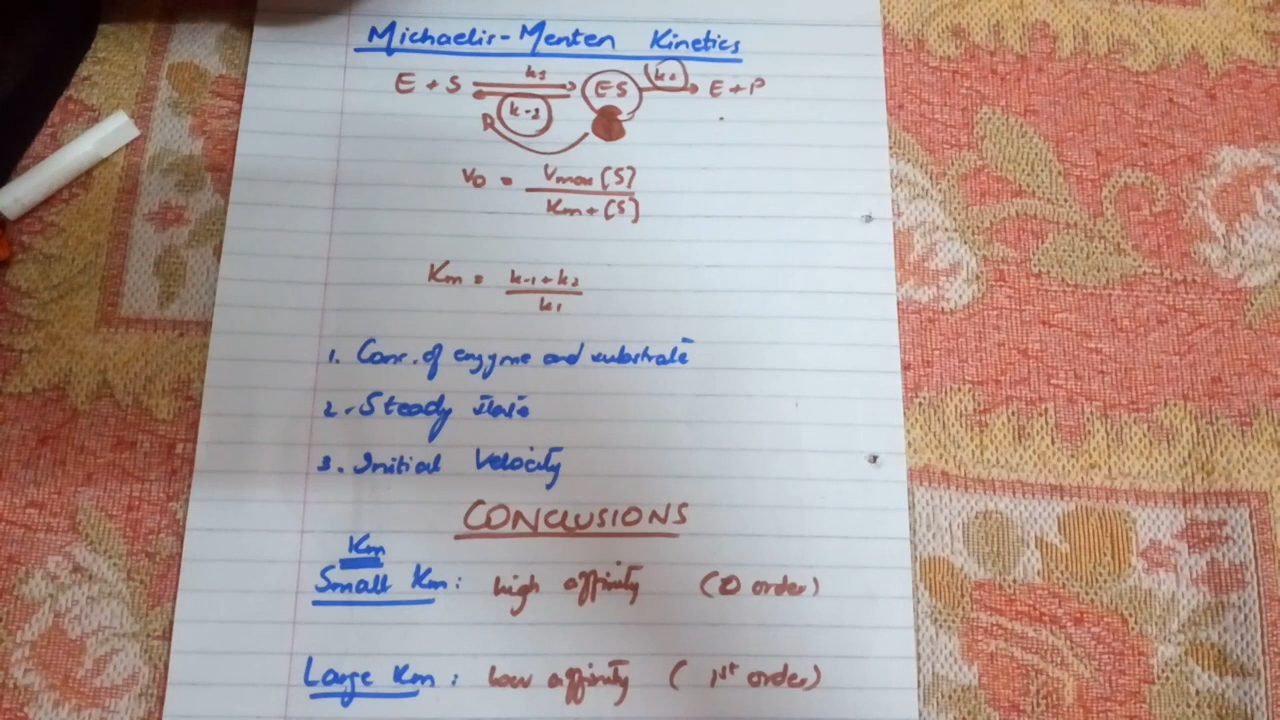 Michaelis-Menten Kinetics
E + S k1 ES k2 E + P
k-1
V0 = Vmax [S]
Km + [S]
Km = k-1 + k2
k1
1. Conc. of enzyme and substrate
2. Steady state
3. Initial Velocity
CONCLUSIONS
Km
Small Km: high affinity (0 order)
Large Km: low affinity (1st order)